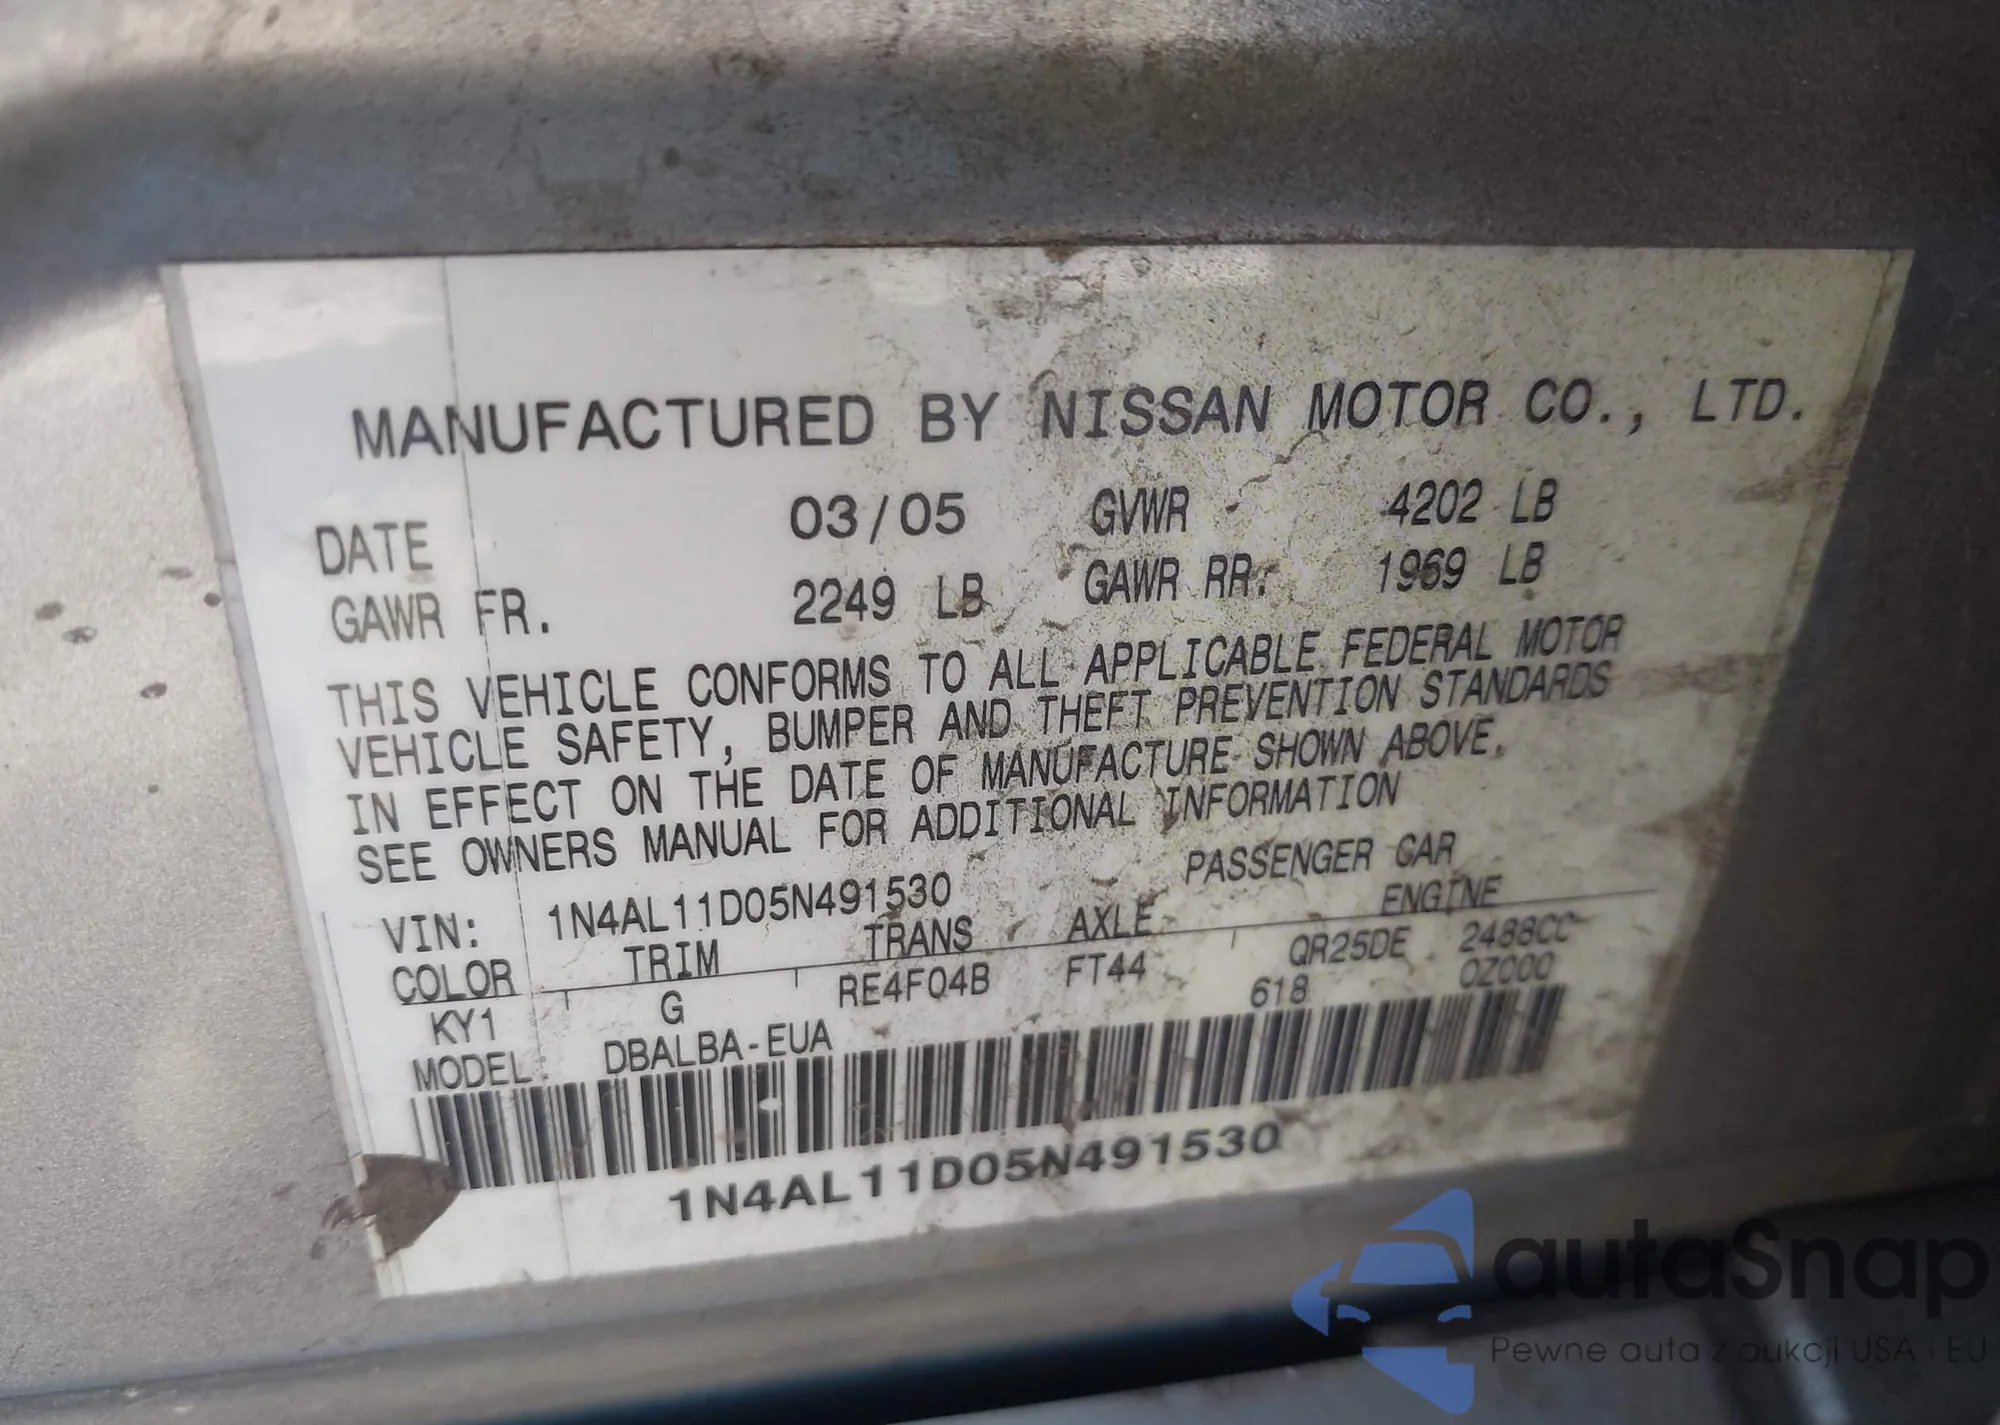 MANUFACTURED BY NISSAN MOTOR CO., LTD.
DATE 03/05 GVWR 4202 LB
GAWR FR. 2249 LB GAWR RR. 1969 LB
THIS VEHICLE CONFORMS TO ALL APPLICABLE FEDERAL MOTOR
VEHICLE SAFETY, BUMPER AND THEFT PREVENTION STANDARDS
IN EFFECT ON THE DATE OF MANUFACTURE SHOWN ABOVE.
SEE OWNERS MANUAL FOR ADDITIONAL INFORMATION
VIN: 1N4AL11D05N491530 PASSENGER CAR
COLOR TRIM TRANS AXLE ENGINE
KY1 G RE4F04B FT44 QR25DE 2488CC
MODEL: DBALBA-EUA 618 0Z000
1N4AL11D05N491530
autaSnap
Pewne auta z aukcji USA i EU